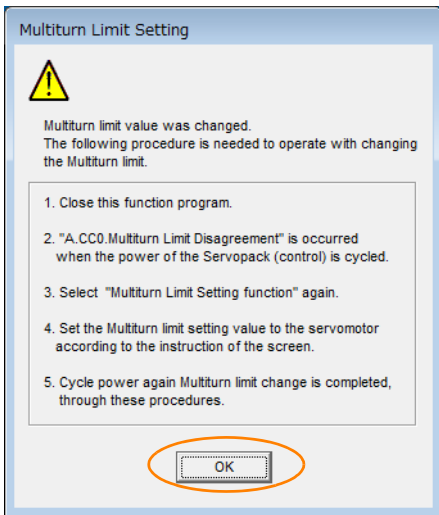 Multiturn Limit Setting
Multiturn limit value was changed.
The following procedure is needed to operate with changing
the Multiturn limit.
1. Close this function program.
2. "A.CC0.Multiturn Limit Disagreement" is occurred
when the power of the Servopack (control) is cycled.
3. Select "Multiturn Limit Setting function" again.
4. Set the Multiturn limit setting value to the servomotor
according to the instruction of the screen.
5. Cycle power again Multiturn limit change is completed,
through these procedures.
OK